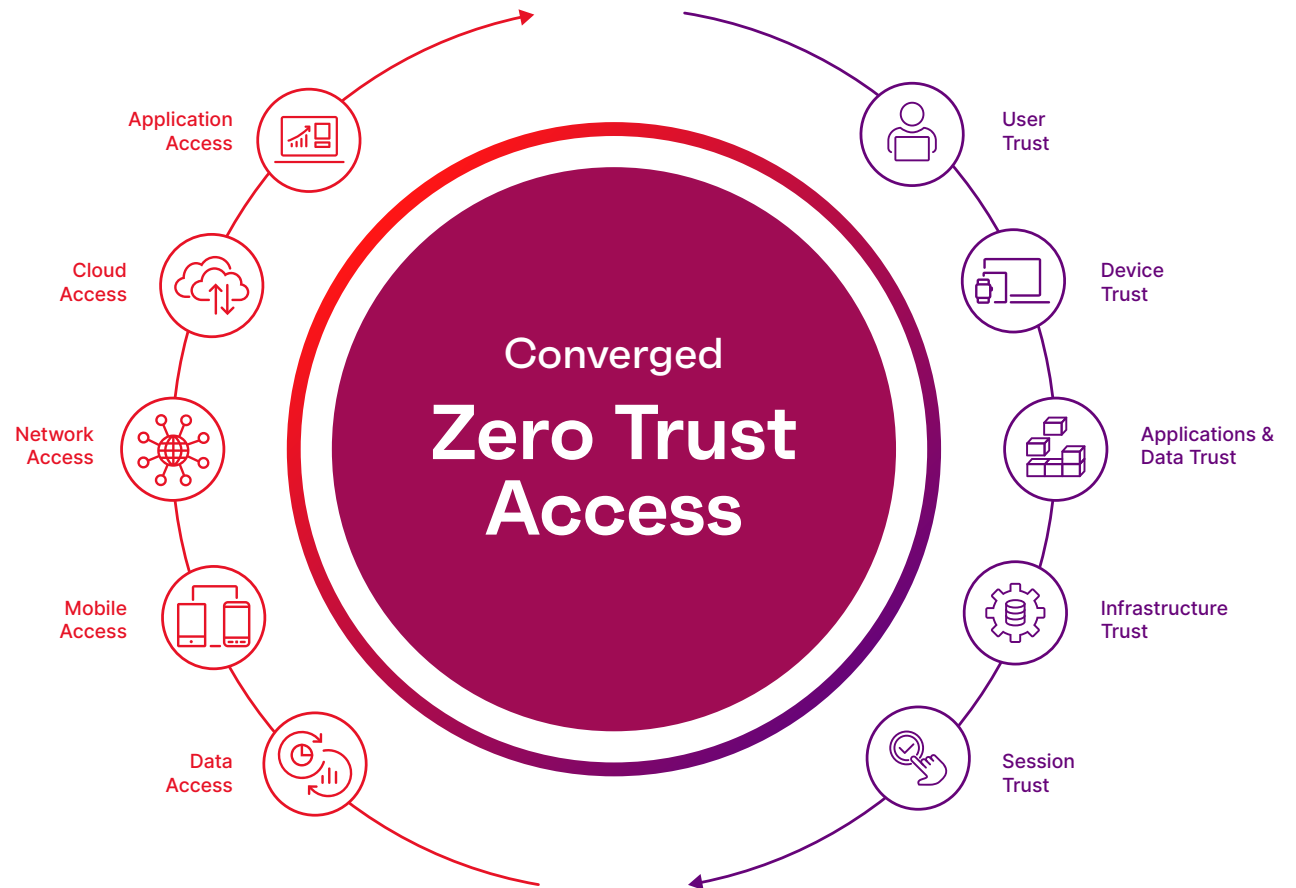 Application
Access
Cloud
Access
Network
Access
Mobile
Access
Data
Access
Converged
Zero Trust
Access
User
Trust
Device
Trust
Applications &
Data Trust
Infrastructure
Trust
Session
Trust